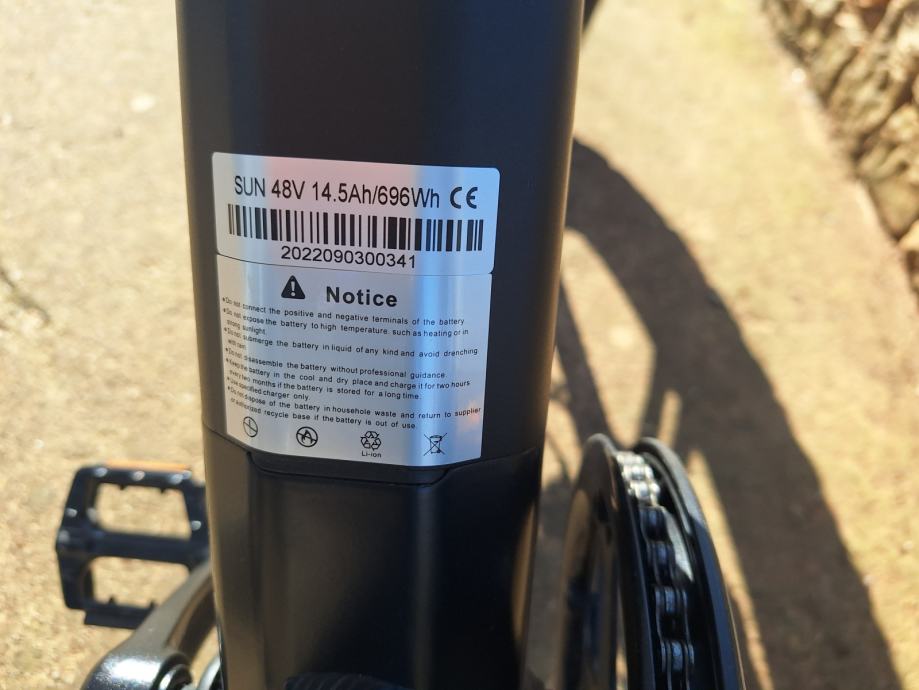 SUN 48V 14.5Ah/696Wh CE
2022090300341
Notice
*Do not connect the positive and negative terminals of the battery
*Do not expose the battery to high temperature. such as heating or in
strong sunlight.
*Do not submerge the battery in liquid of any kind and avoid drenching
with rain.
*Do not disassemble the battery without professional guidance.
*Keep the battery in the cool and dry place and charge it for two hours
every two months if the battery is stored for a long time.
*Use specified charger only.
*Do not dispose of the battery in household waste and return to supplier
or authorized recycle base if the battery is out of use.
Li-ion